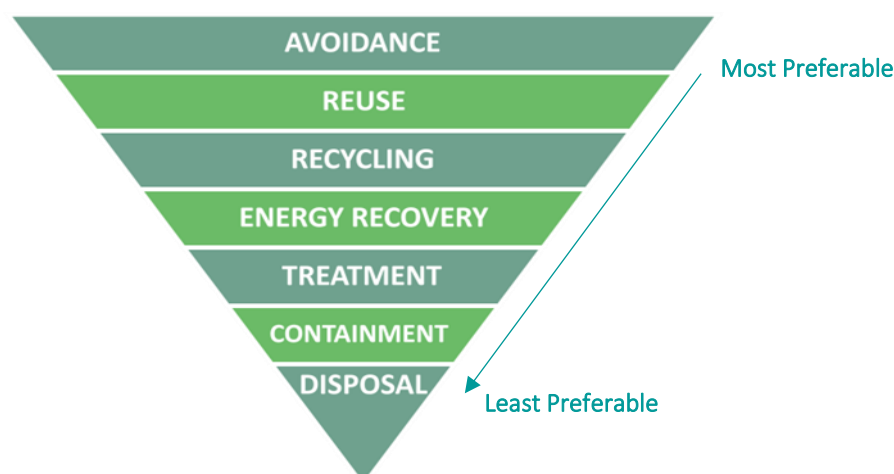 AVOIDANCE
Most Preferable
REUSE
RECYCLING
ENERGY RECOVERY
TREATMENT
CONTAINMENT
DISPOSAL
Least Preferable